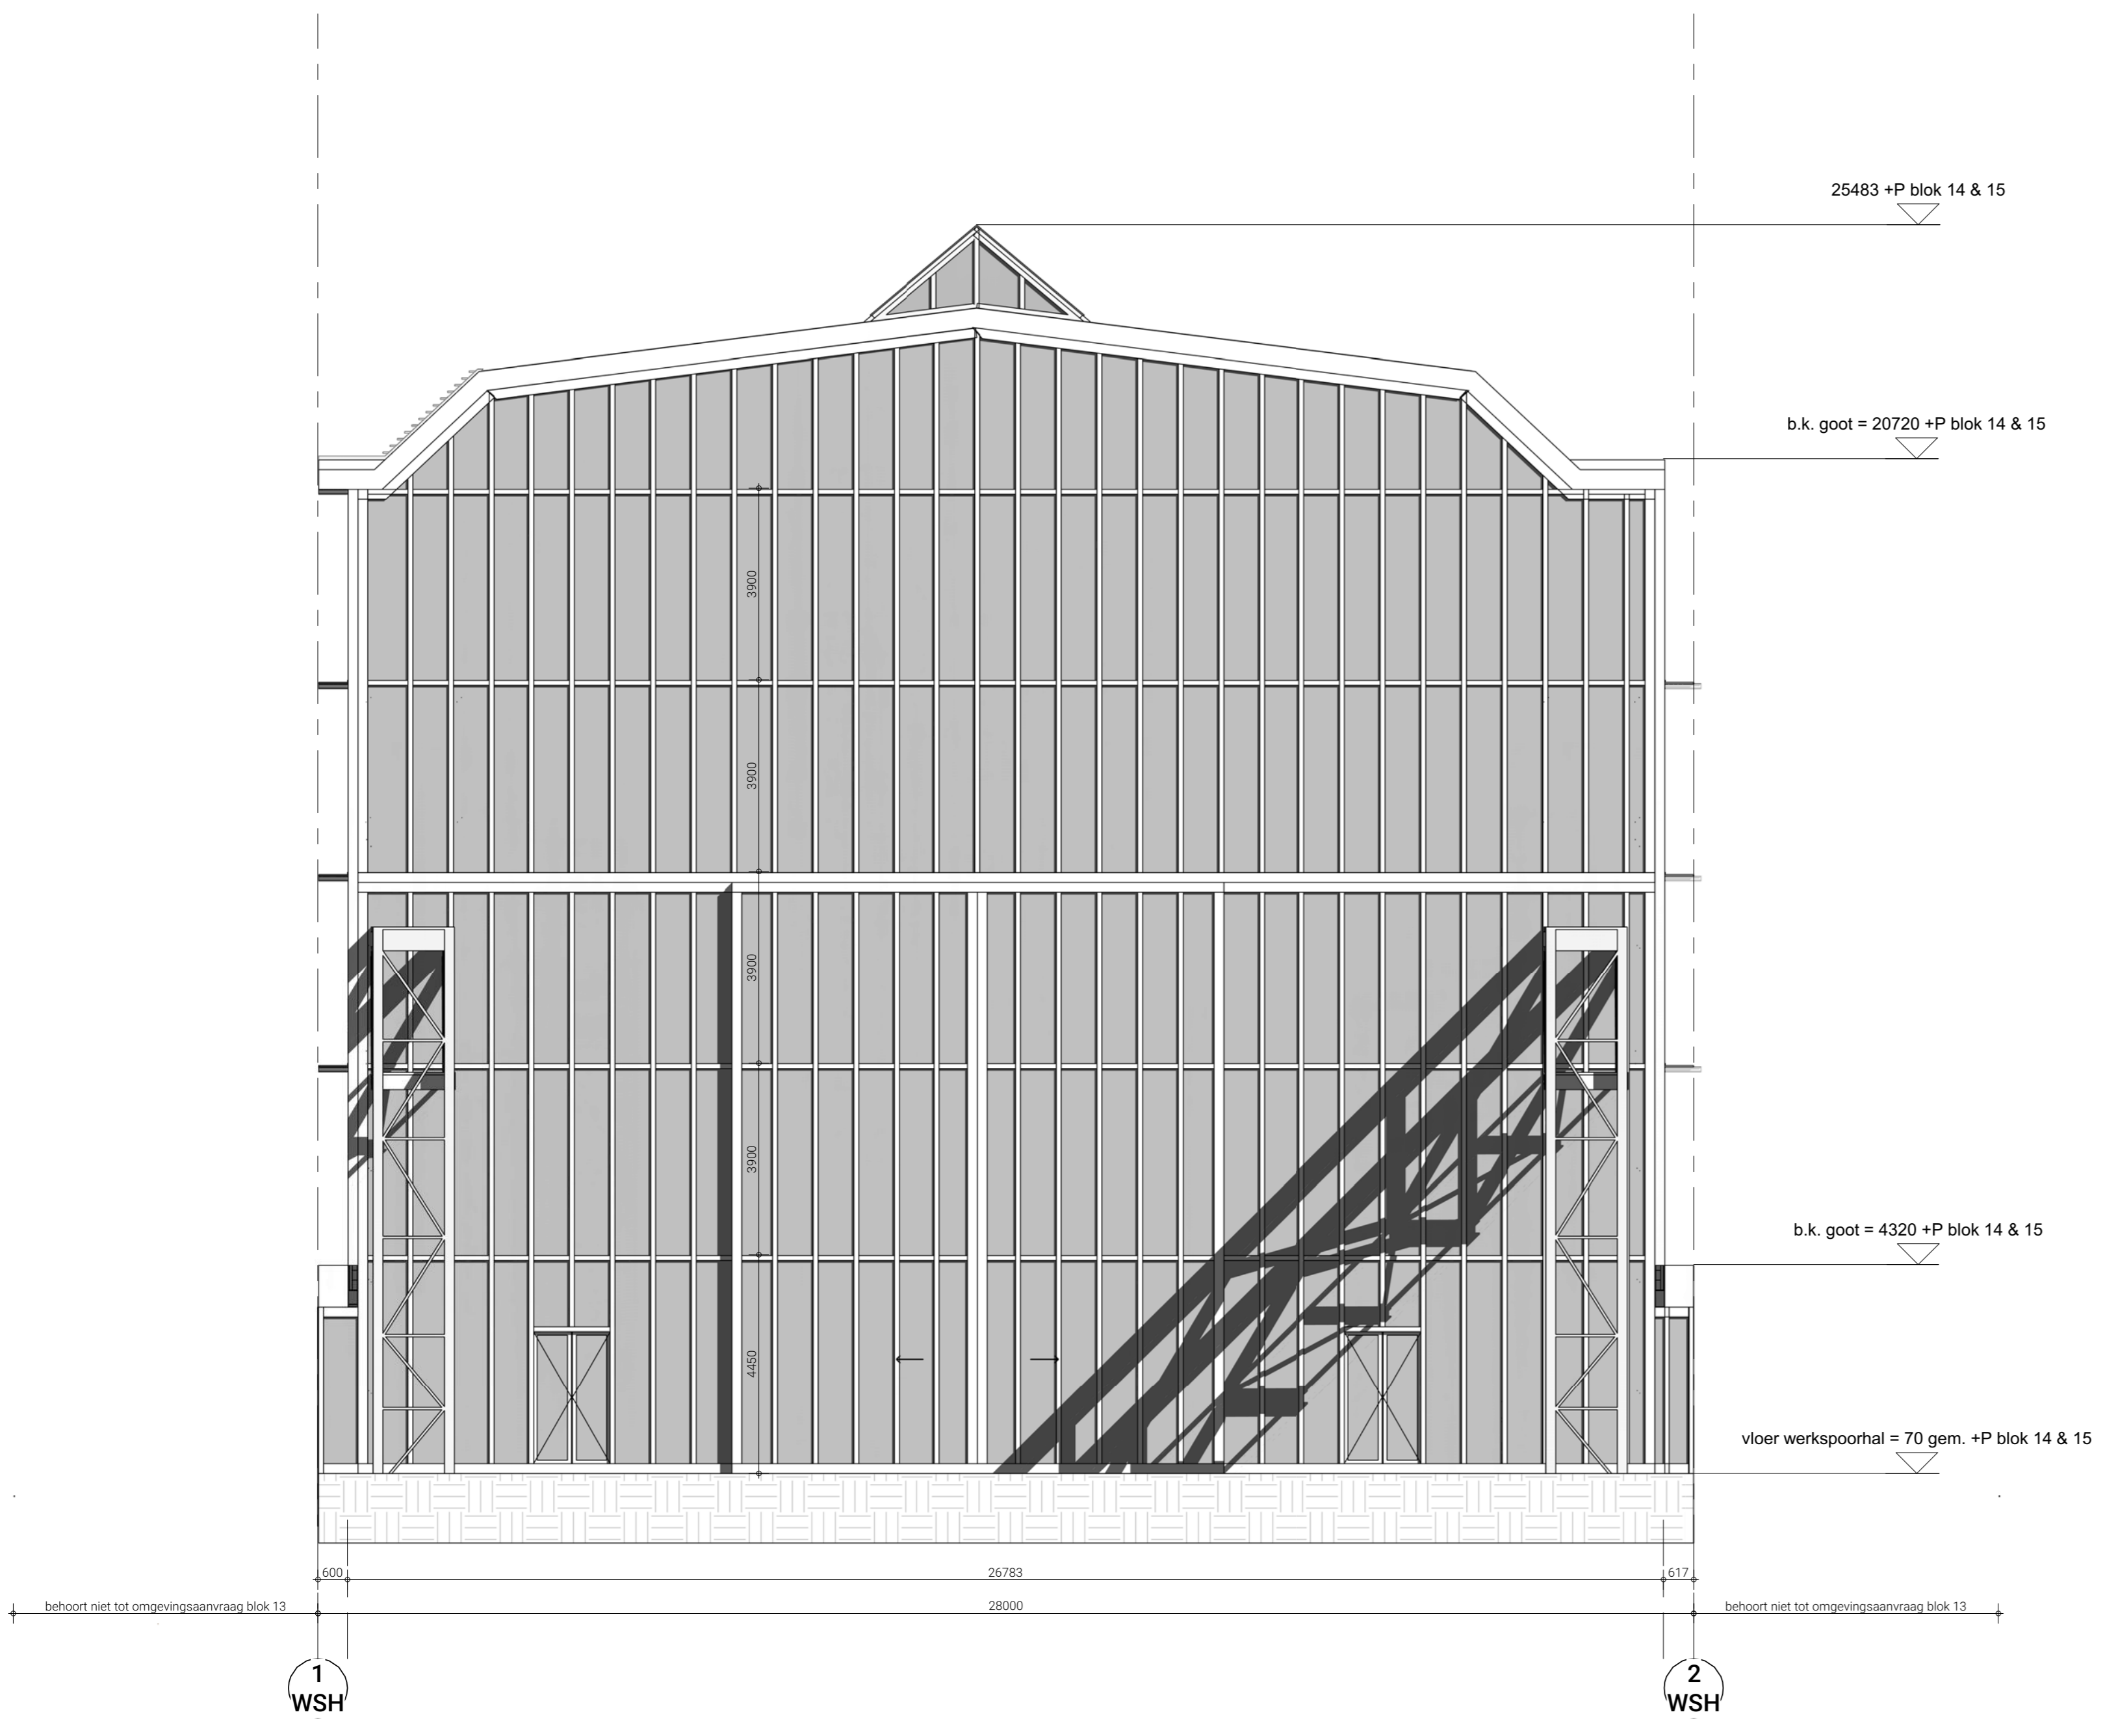 25483 +P blok 14 & 15
b.k. goot = 20720 +P blok 14 & 15
3900
3900
3900
3900
b.k. goot = 4320 +P blok 14 & 15
4450
vloer werkspoorhal = 70 gem. +P blok 14 & 15
600
26783
617
behoort niet tot omgevingsaanvraag blok 13
28000
behoort niet tot omgevingsaanvraag blok 13
1
WSH
2
WSH